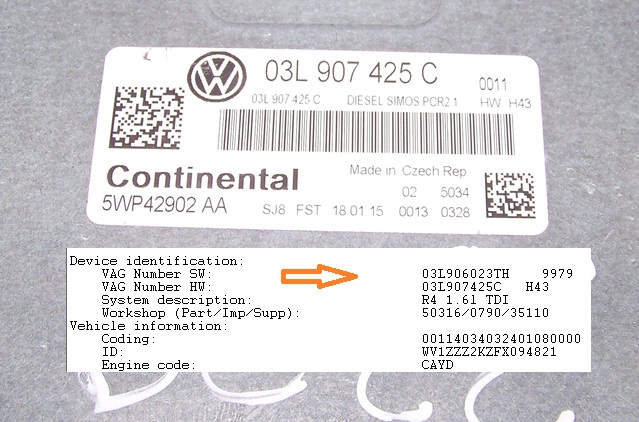 03L 907 425 C
0011
03L 907 425 C DIESEL SIMOS PCR2 1 HW H43
Continental
Made in Czech Rep
02 5034
5WP42902 AA SJ8 FST 18.01.15 0013 0328
Device identification:
VAG Number SW: 03L906023TH 9979
VAG Number HW: 03L907425C H43
System description: R4 1.6l TDI
Workshop (Part/Imp/Supp): 50316/0790/35110
Vehicle information:
Coding: 00114034032401080000
ID: WV1ZZZ2KZFX094821
Engine code: CAYD